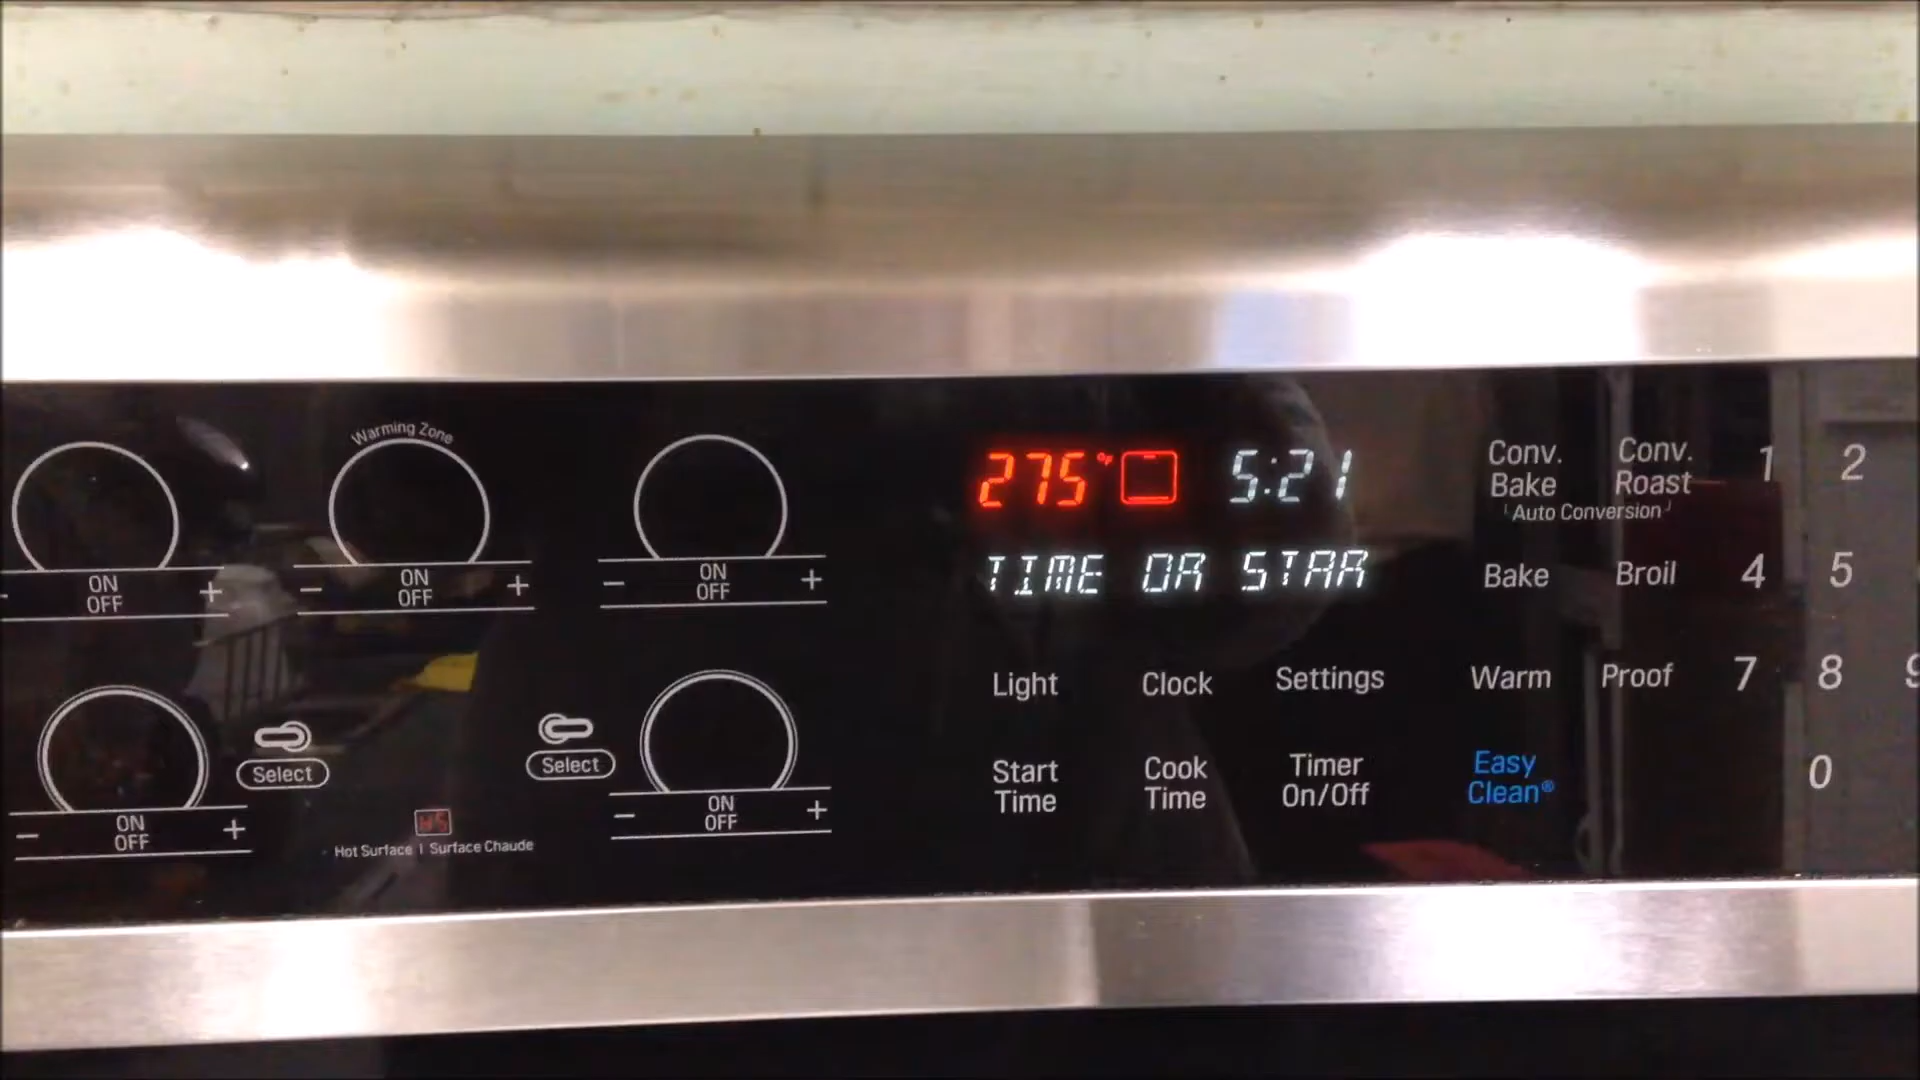 Warming Zone
ON
OFF
+
− ON
OFF +
− ON
OFF +
− ON
OFF +
Select
Select
− ON
OFF +
Hot Surface | Surface Chaude
275°F 5:21
TIME OR STAR
Light Clock Settings
Start
Time
Cook
Time
Timer
On/Off
Conv.
Bake
Conv.
Roast
Auto Conversion
Bake Broil
Warm Proof
Easy
Clean®
1 2
4 5
7 8 9
0